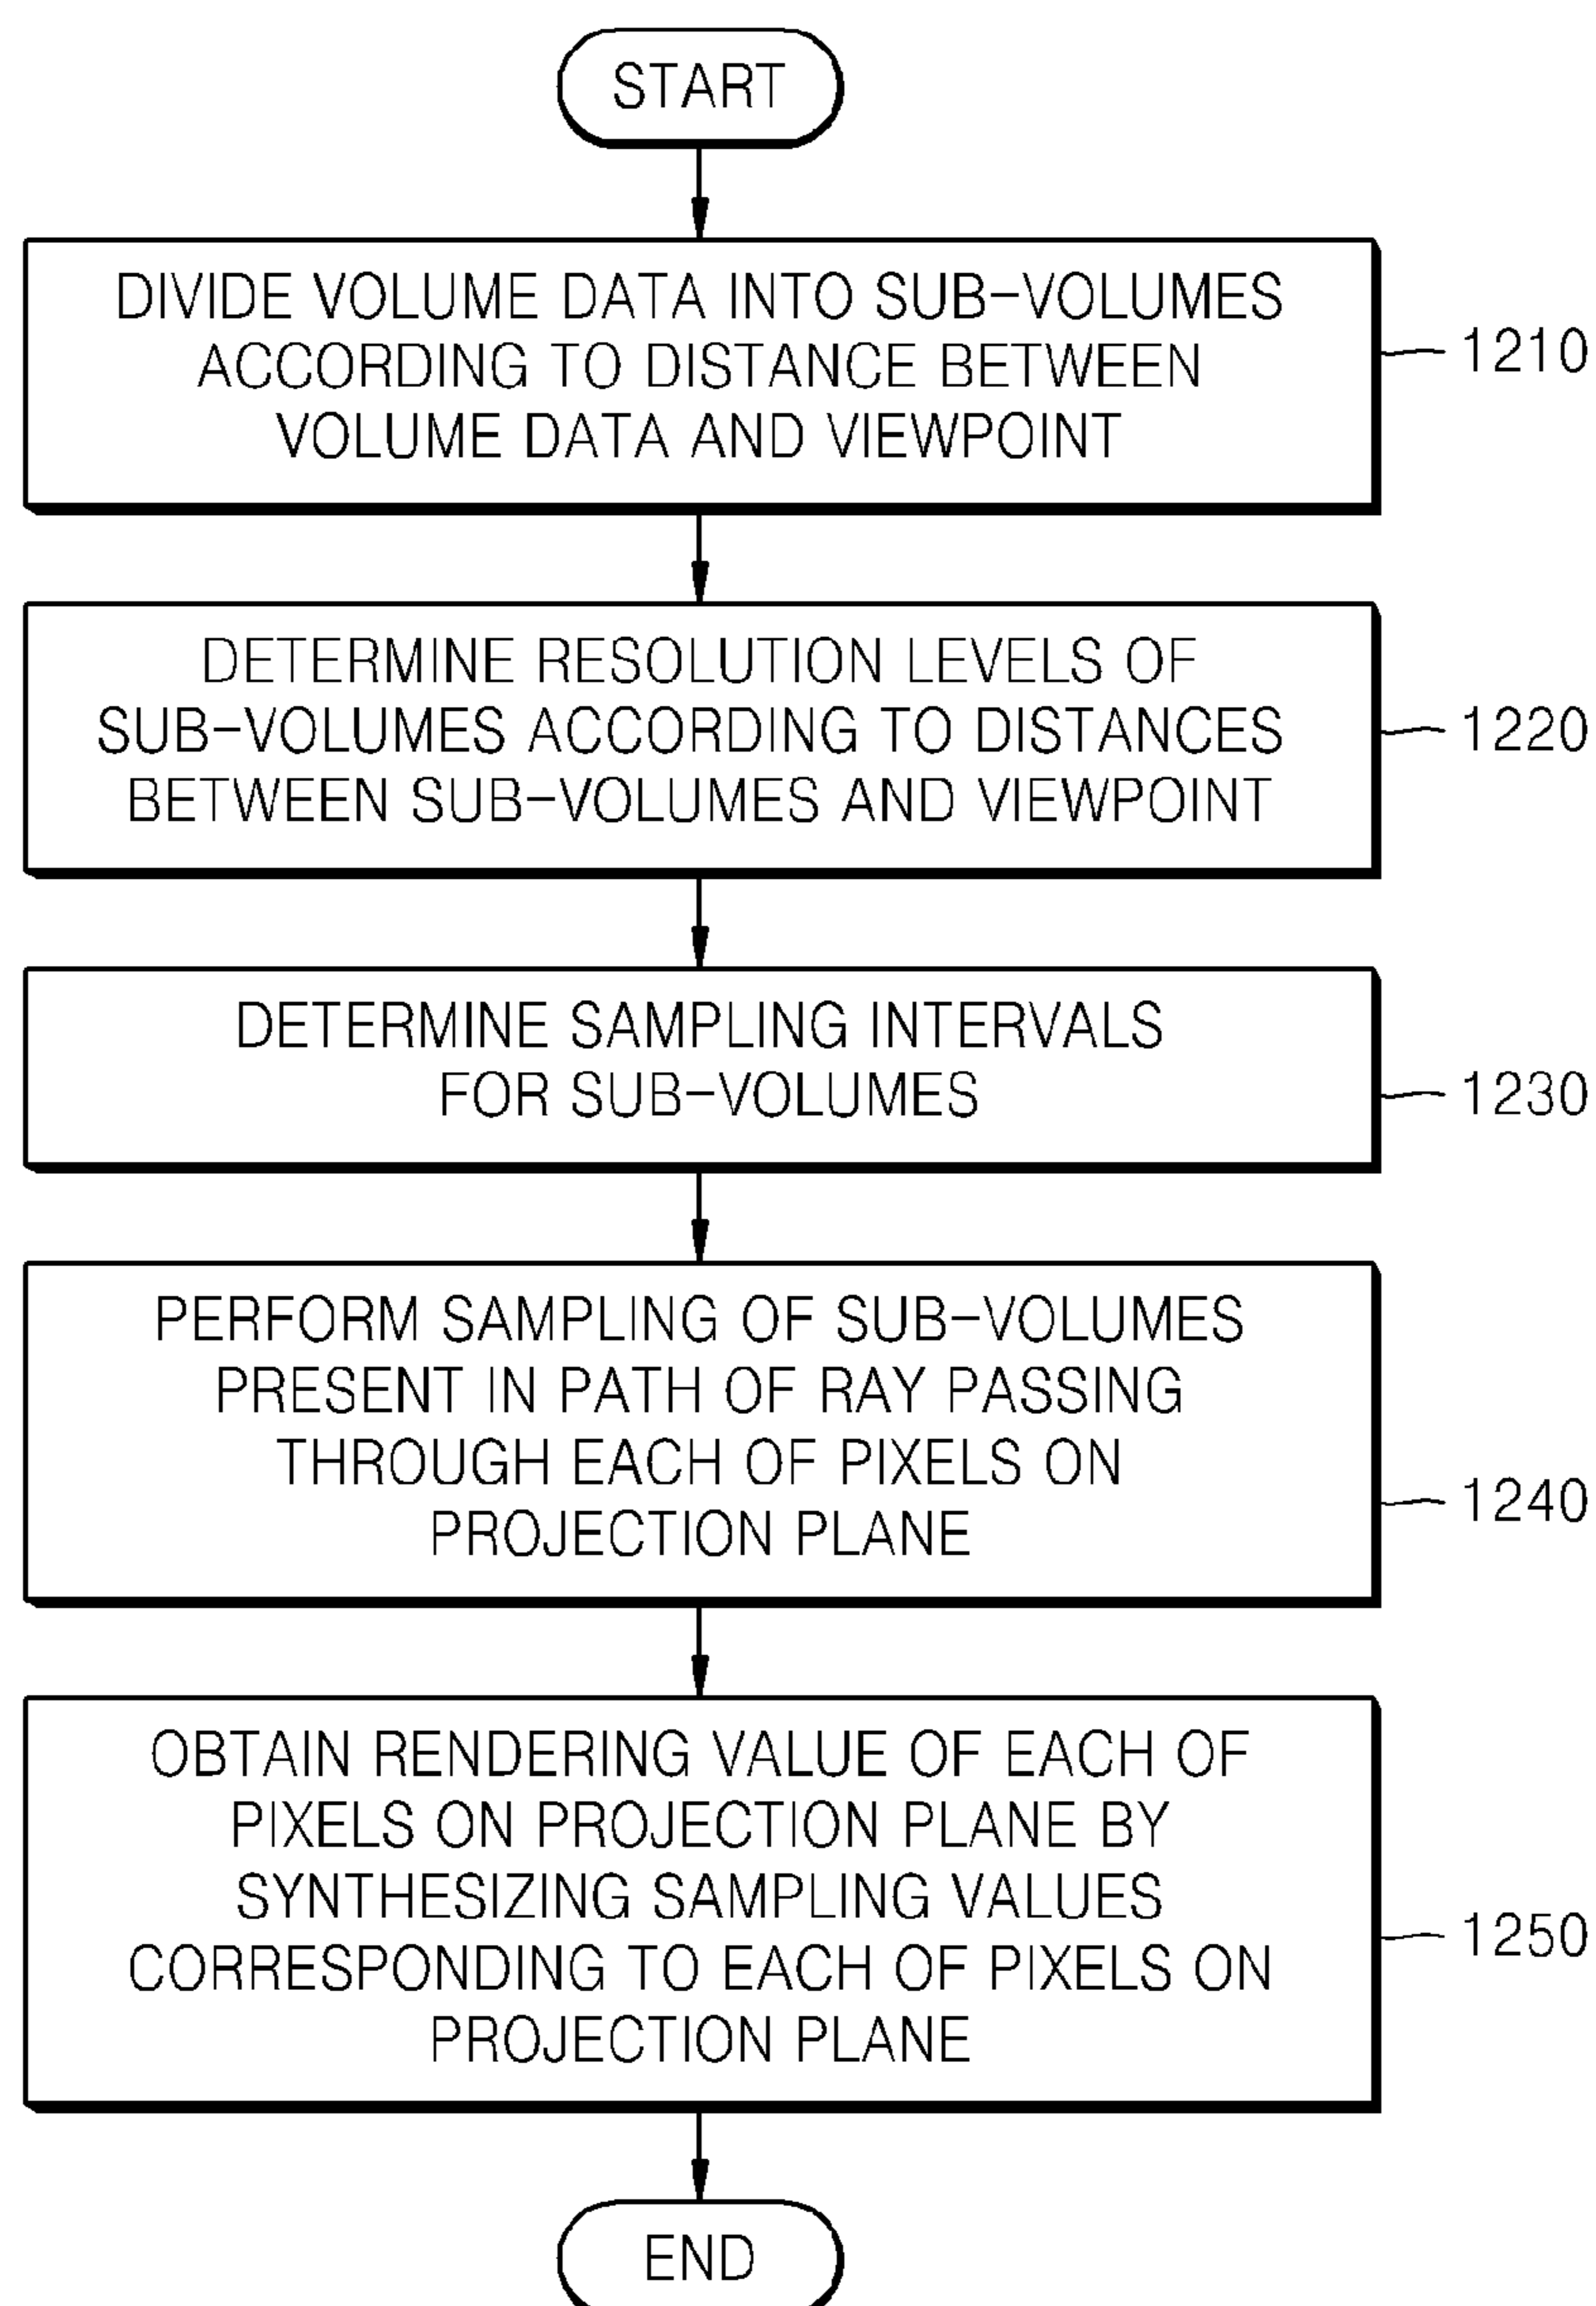 START
DIVIDE VOLUME DATA INTO SUB-VOLUMES
ACCORDING TO DISTANCE BETWEEN
VOLUME DATA AND VIEWPOINT
1210
DETERMINE RESOLUTION LEVELS OF
SUB-VOLUMES ACCORDING TO DISTANCES
BETWEEN SUB-VOLUMES AND VIEWPOINT
1220
DETERMINE SAMPLING INTERVALS
FOR SUB-VOLUMES
1230
PERFORM SAMPLING OF SUB-VOLUMES
PRESENT IN PATH OF RAY PASSING
THROUGH EACH OF PIXELS ON
PROJECTION PLANE
1240
OBTAIN RENDERING VALUE OF EACH OF
PIXELS ON PROJECTION PLANE BY
SYNTHESIZING SAMPLING VALUES
CORRESPONDING TO EACH OF PIXELS ON
PROJECTION PLANE
1250
END